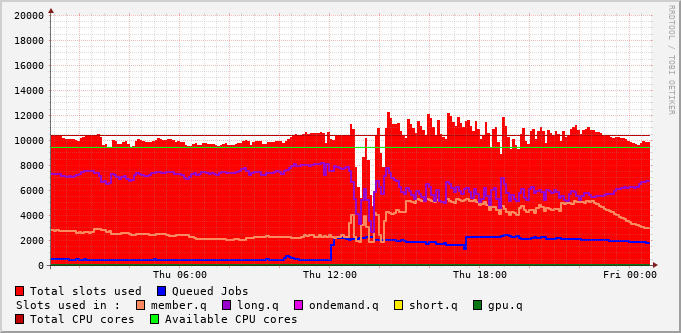 20000
18000
16000
14000
12000
10000
8000
6000
4000
2000
0
Thu 06:00 Thu 12:00 Thu 18:00 Fri 00:00
RRDTOOL / TOBI OETIKER
Total slots used Queued Jobs
Slots used in : member.q long.q ondemand.q short.q gpu.q
Total CPU cores Available CPU cores